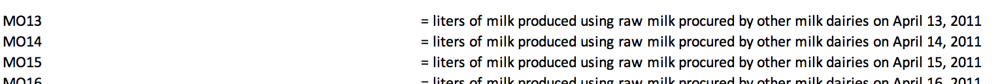 MO13 = liters of milk produced using raw milk procured by other milk dairies on April 13, 2011
MO14 = liters of milk produced using raw milk procured by other milk dairies on April 14, 2011
MO15 = liters of milk produced using raw milk procured by other milk dairies on April 15, 2011
MO16 = liters of milk produced using raw milk procured by other milk dairies on April 16, 2011